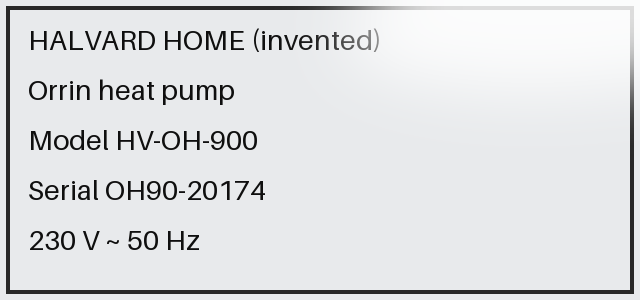 HALVARD HOME (invented)
Orrin heat pump
Model HV-OH-900
Serial OH90-20174
230 V ~ 50 Hz